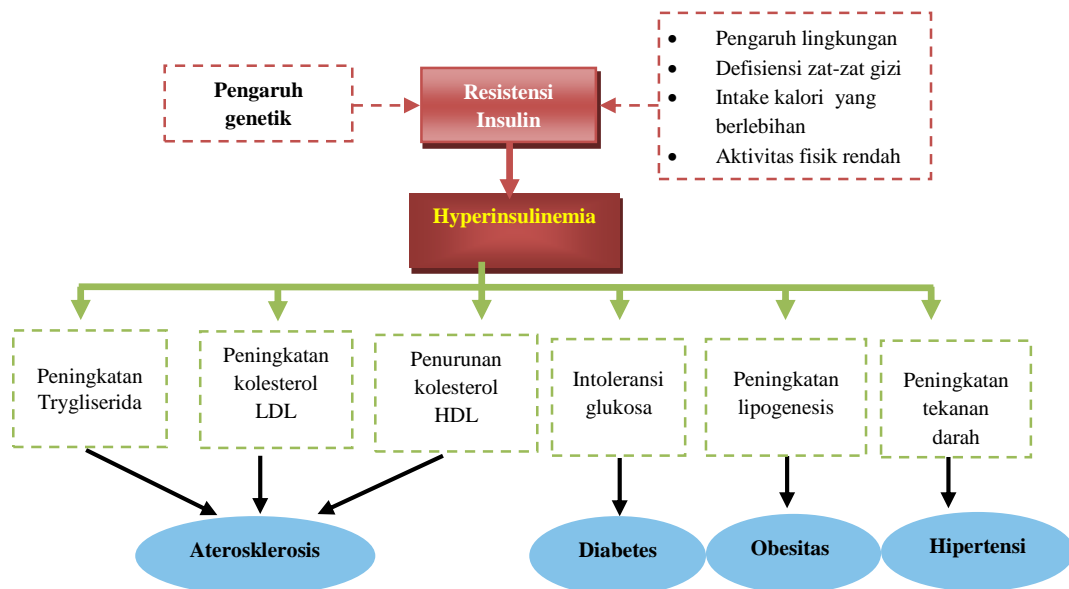 Pengaruh
genetik
Resistensi
Insulin
• Pengaruh lingkungan
• Defisiensi zat-zat gizi
• Intake kalori yang
berlebihan
• Aktivitas fisik rendah
Hyperinsulinemia
Peningkatan
Trygliserida
Peningkatan
kolesterol
LDL
Penurunan
kolesterol
HDL
Intoleransi
glukosa
Peningkatan
lipogenesis
Peningkatan
tekanan
darah
Aterosklerosis
Diabetes
Obesitas
Hipertensi